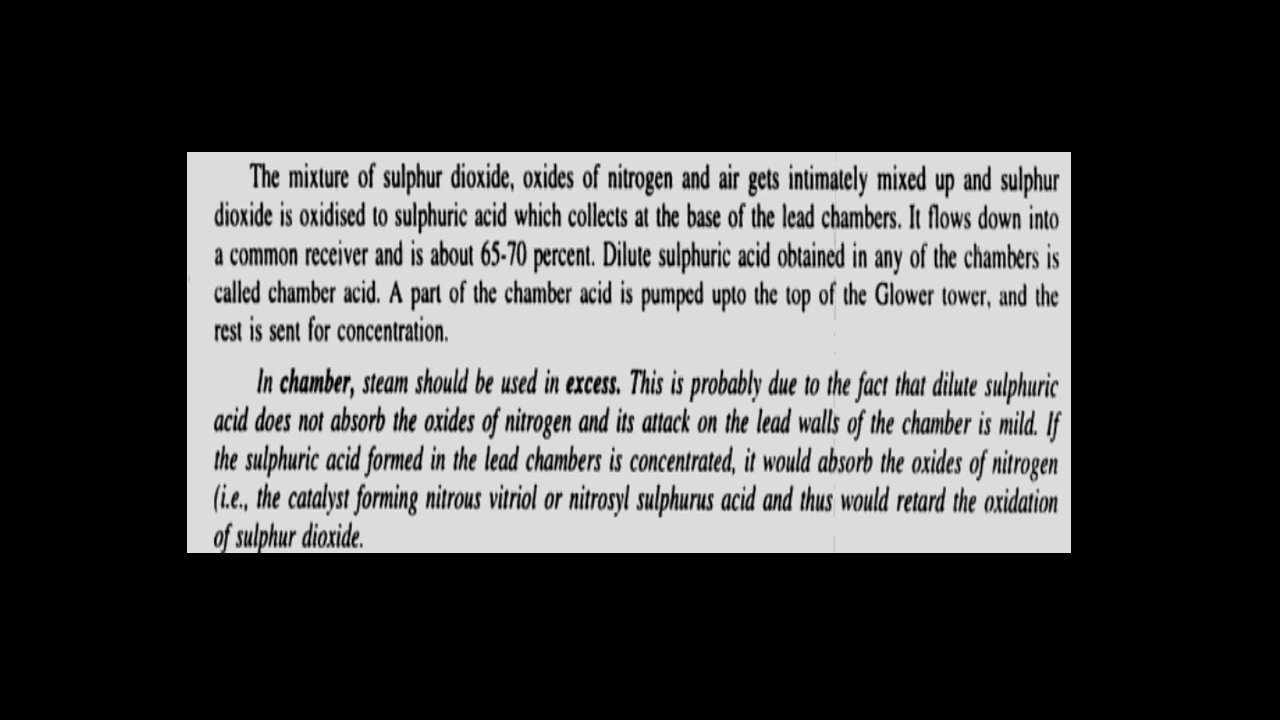 The mixture of sulphur dioxide, oxides of nitrogen and air gets intimately mixed up and sulphur
dioxide is oxidised to sulphuric acid which collects at the base of the lead chambers. It flows down into
a common receiver and is about 65-70 percent. Dilute sulphuric acid obtained in any of the chambers is
called chamber acid. A part of the chamber acid is pumped upto the top of the Glower tower, and the
rest is sent for concentration.
In chamber, steam should be used in excess. This is probably due to the fact that dilute sulphuric
acid does not absorb the oxides of nitrogen and its attack on the lead walls of the chamber is mild. If
the sulphuric acid formed in the lead chambers is concentrated, it would absorb the oxides of nitrogen
(i.e., the catalyst forming nitrous vitriol or nitrosyl sulphurus acid and thus would retard the oxidation
of sulphur dioxide.